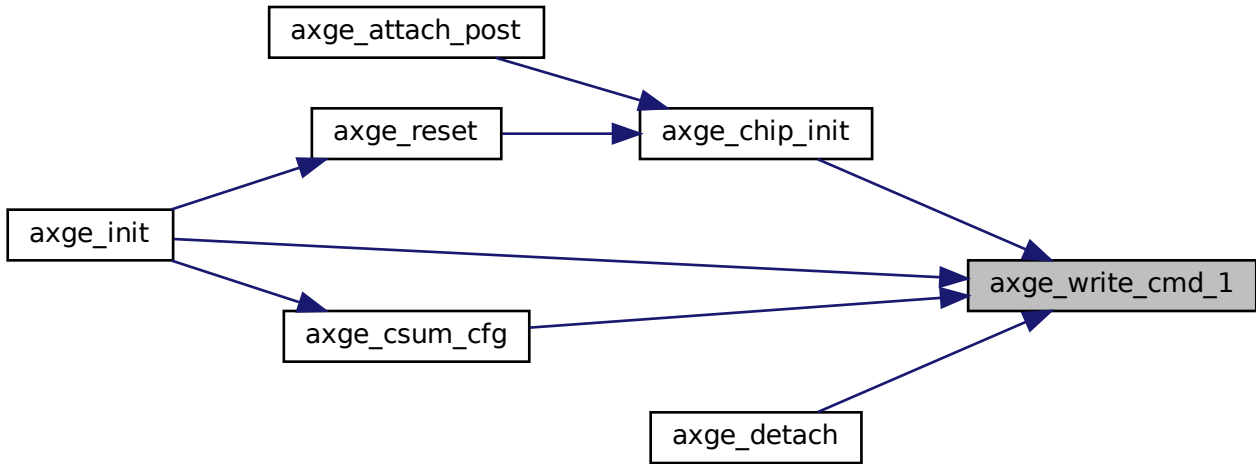 axge_attach_post
axge_reset
axge_chip_init
axge_init
axge_write_cmd_1
axge_csum_cfg
axge_detach